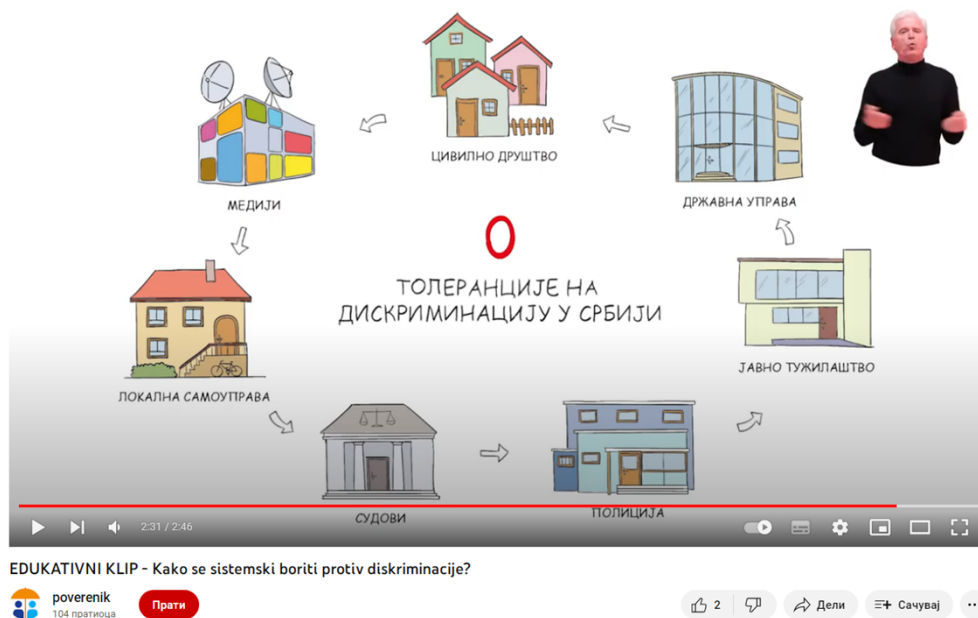 ЦИВИЛНО ДРУШТВО
МЕДИЈИ
ДРЖАВНА УПРАВА
0
ТОЛЕРАНЦИЈЕ НА
ДИСКРИМИНАЦИЈУ У СРБИЈИ
ЈАВНО ТУЖИЛАШТВО
ЛОКАЛНА САМОУПРАВА
СУДОВИ
ПОЛИЦИЈА
2:31 / 2:46
EDUKATIVNI KLIP - Kako se sistemski boriti protiv diskriminacije?
poverenik
104 пратиоца
Прати
2
Дели
Сачувај